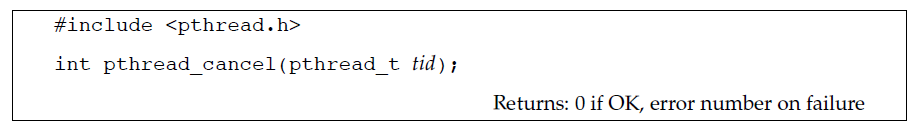 #include <pthread.h>
int pthread_cancel(pthread_t tid);
Returns: 0 if OK, error number on failure